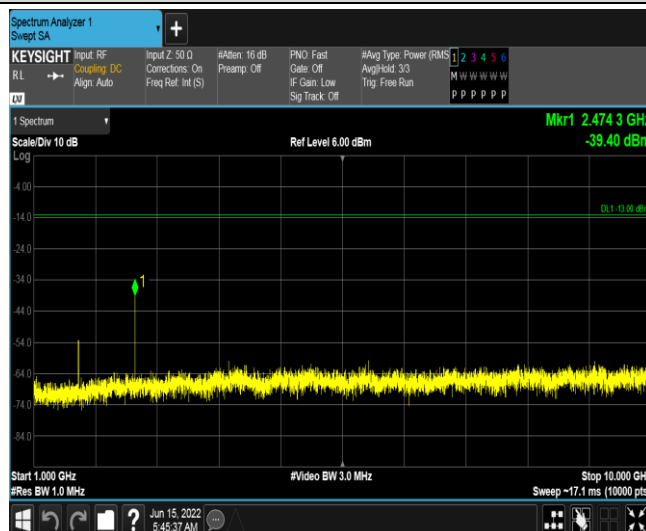 Spectrum Analyzer 1
Swept SA
+
KEYSIGHT Input: RF Input Z: 50 Ω #Atten: 16 dB PNO: Fast #Avg Type: Power (RMS 1 2 3 4 5 6
RL Coupling: DC Corrections: On Preamp: Off Gate: Off Avg|Hold: 3/3 M W W W W W
Align: Auto Freq Ref: Int (S) IF Gain: Low Trig: Free Run
Sig Track: Off P P P P P P
LXI
1 Spectrum Mkr1 2.474 3 GHz
Scale/Div 10 dB Ref Level 6.00 dBm -39.40 dBm
Log
-4.00
DL1 -13.00 dBm
-14.0
-24.0
-34.0
1
-44.0
-54.0
-64.0
-74.0
-84.0
Start 1.000 GHz #Video BW 3.0 MHz Stop 10.000 GHz
#Res BW 1.0 MHz Sweep ~17.1 ms (10000 pts
? Jun 15, 2022
5:45:37 AM